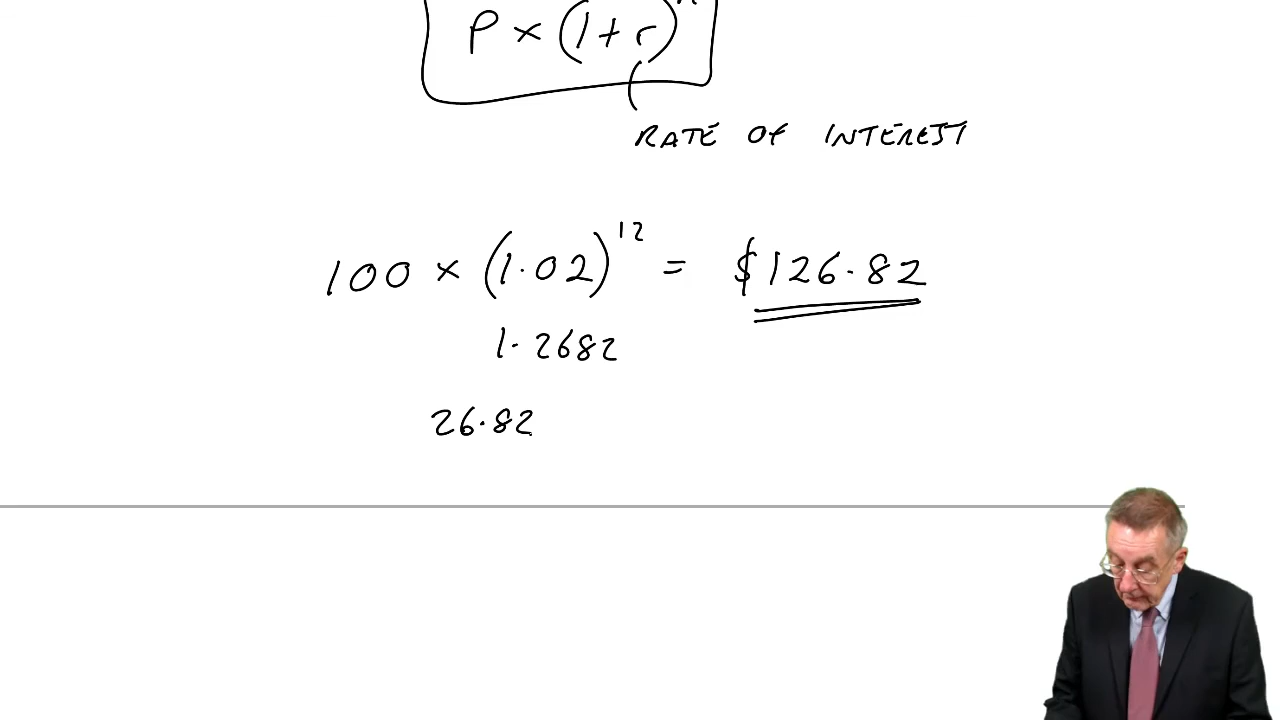 P × (1 + r)
RATE OF INTEREST
100 × (1.02)¹² = $126.82
1.2682
26.82